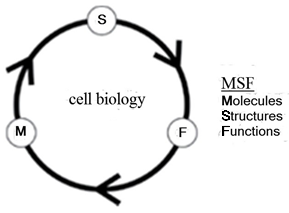 S
cell biology
M
F
MSF
Molecules
Structures
Functions